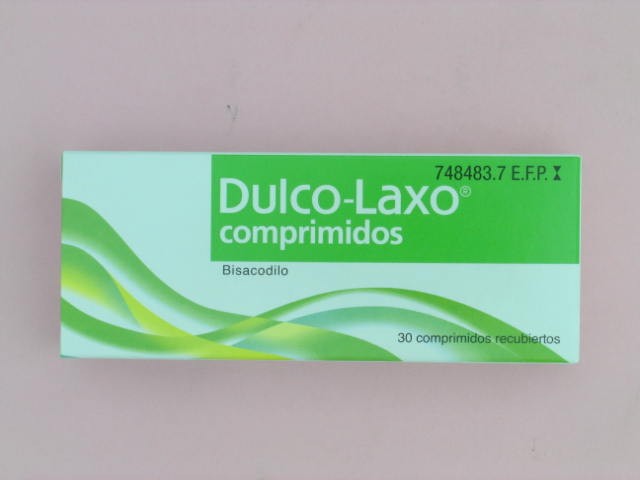 748483.7 E.F.P.
Dulco-Laxo®
comprimidos
Bisacodilo
30 comprimidos recubiertos